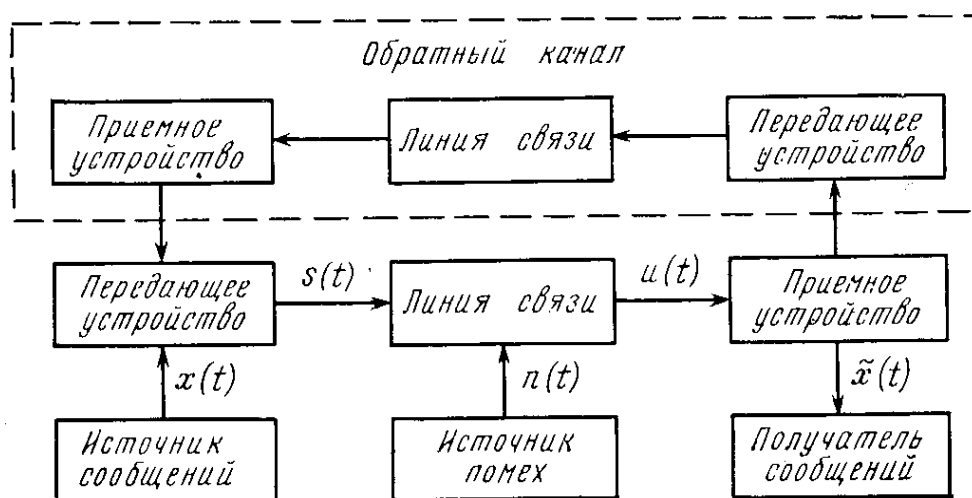 Обратный канал
Приемное
устройство
Линия связи
Передающее
устройство
Передающее
устройство
s(t)
Линия связи
u(t)
Приемное
устройство
x(t)
n(t)
x̃(t)
Источник
сообщений
Источник
помех
Получатель
сообщений